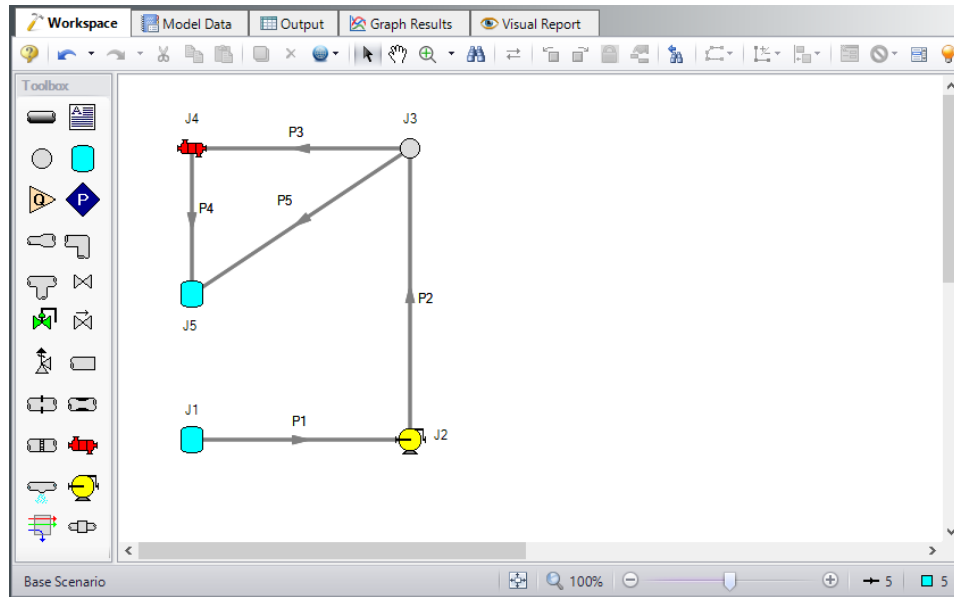 Workspace Model Data Output Graph Results Visual Report
Toolbox
J4 P3 J3
P4 P5
J5 P2
J1 P1 J2
Base Scenario 100% 5 5